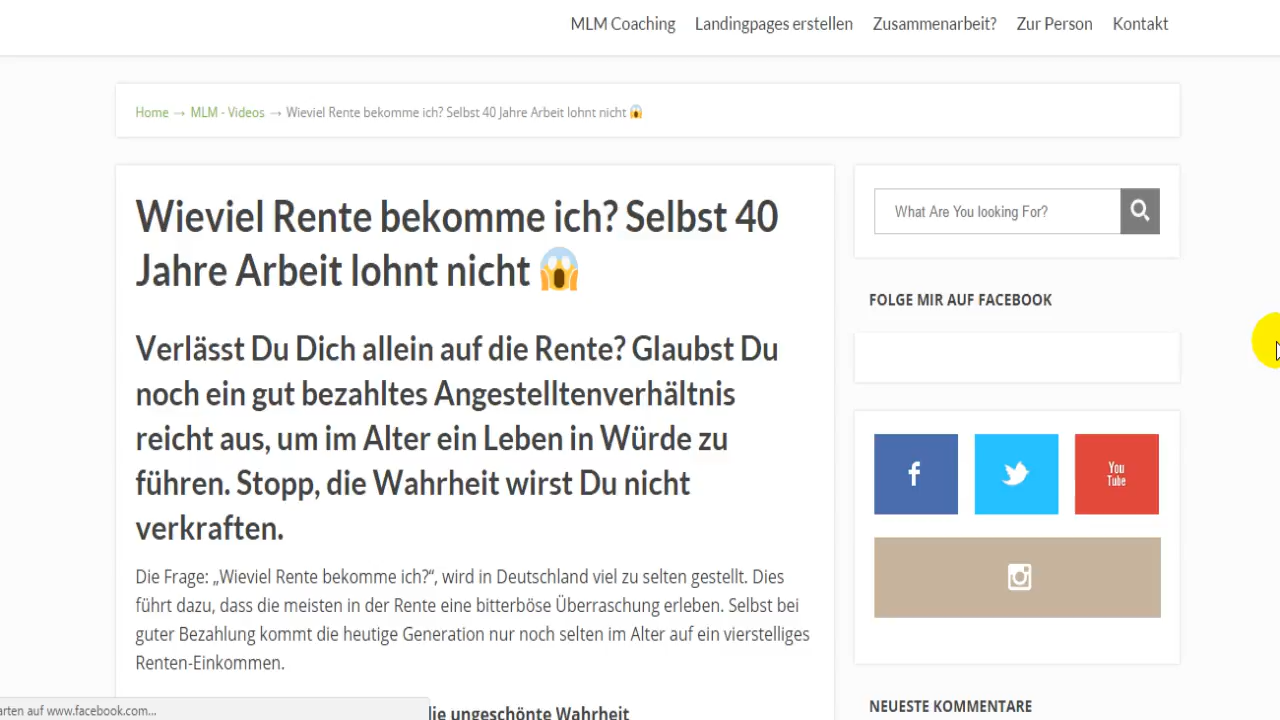 MLM Coaching Landingpages erstellen Zusammenarbeit? Zur Person Kontakt
Home → MLM - Videos → Wieviel Rente bekomme ich? Selbst 40 Jahre Arbeit lohnt nicht 😱
Wieviel Rente bekomme ich? Selbst 40
Jahre Arbeit lohnt nicht 😱
Verlässt Du Dich allein auf die Rente? Glaubst Du
noch ein gut bezahltes Angestelltenverhältnis
reicht aus, um im Alter ein Leben in Würde zu
führen. Stopp, die Wahrheit wirst Du nicht
verkraften.
Die Frage: „Wieviel Rente bekomme ich?“, wird in Deutschland viel zu selten gestellt. Dies
führt dazu, dass die meisten in der Rente eine bitterböse Überraschung erleben. Selbst bei
guter Bezahlung kommt die heutige Generation nur noch selten im Alter auf ein vierstelliges
Renten-Einkommen.
die ungeschönte Wahrheit
What Are You looking For?
FOLGE MIR AUF FACEBOOK
You
Tube
NEUESTE KOMMENTARE
arten auf www.facebook.com...